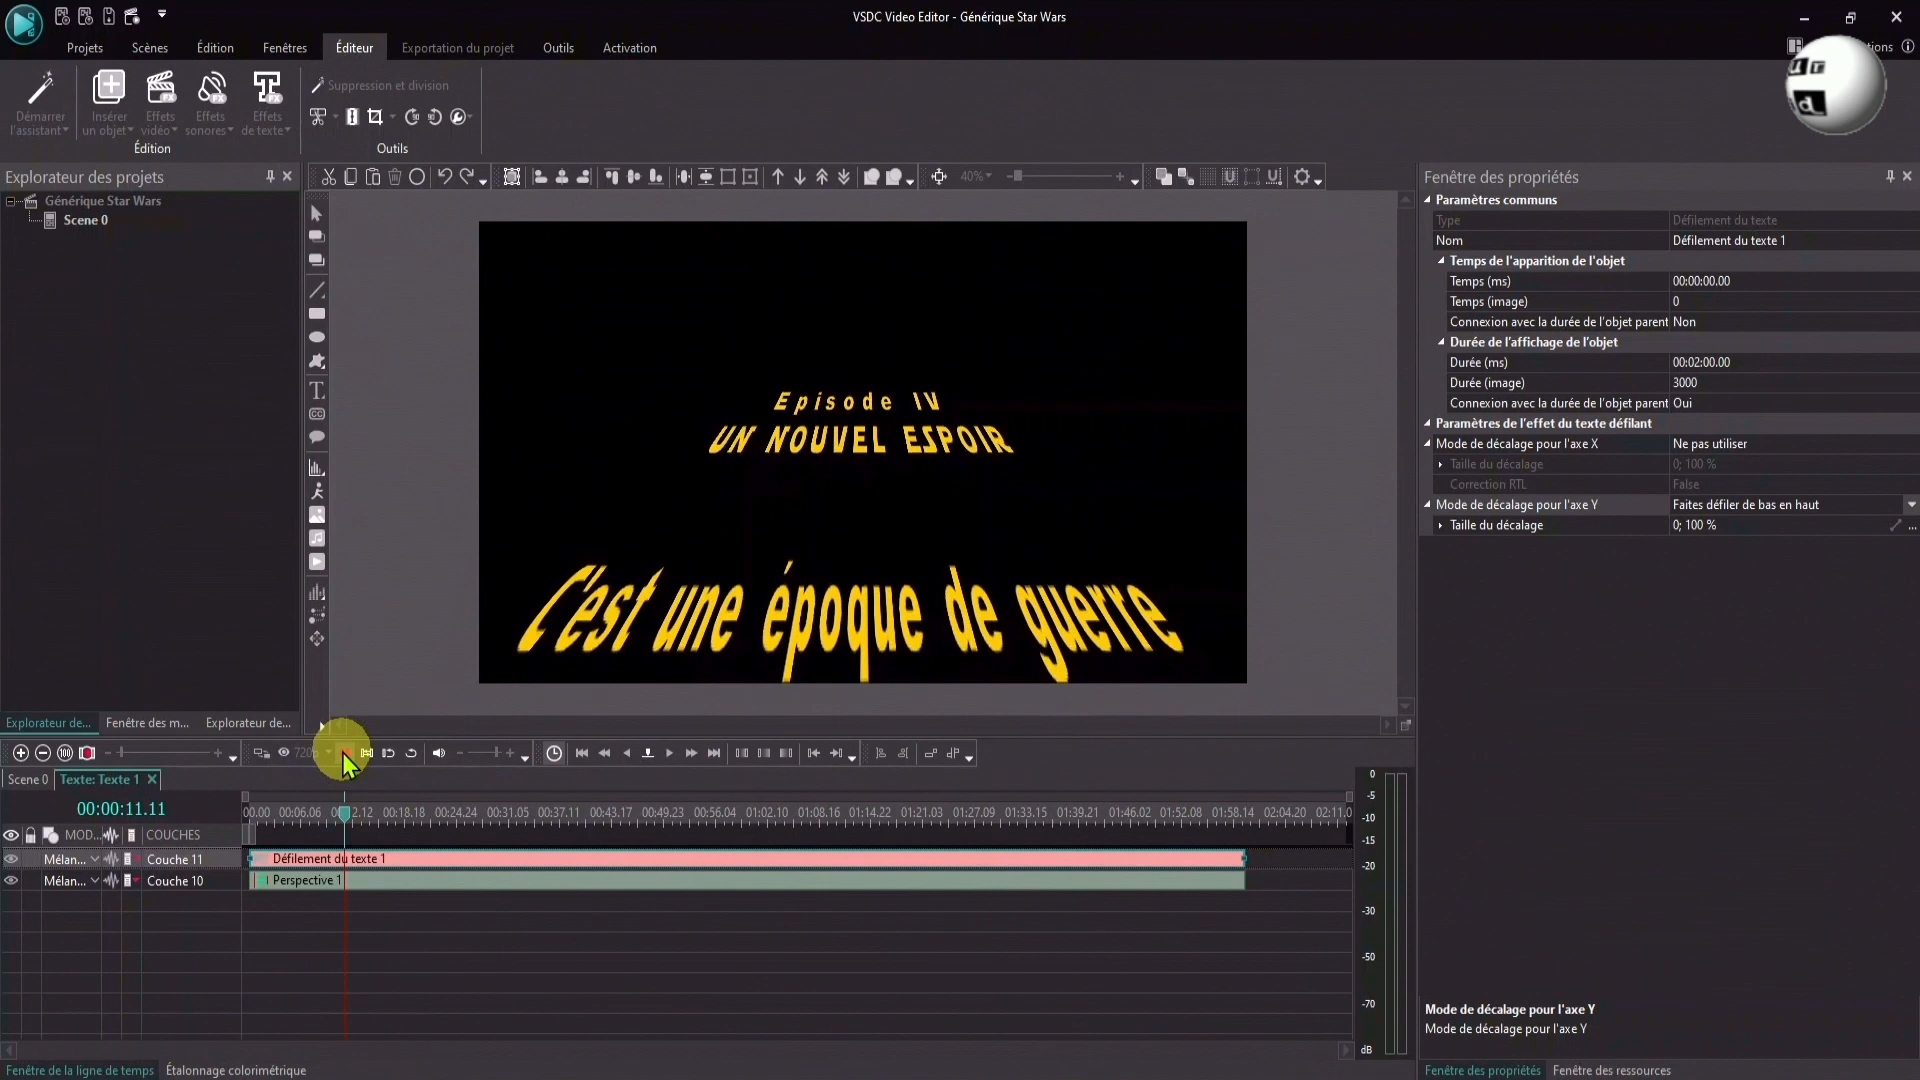 VSDC Video Editor - Générique Star Wars
Projets Scènes Édition Fenêtres Éditeur Exportation du projet Outils Activation
Démarrer l'assistant
Insérer un objet
Effets vidéo
Effets sonores
Effets de texte
Édition
Suppression et division
Outils
Explorateur des projets
Générique Star Wars
Scene 0
40%
Episode IV
UN NOUVEL ESPOIR
C'est une époque de guerre
Fenêtre des propriétés
Paramètres communs
Type Défilement du texte
Nom Défilement du texte 1
Temps de l'apparition de l'objet
Temps (ms) 00:00:00.00
Temps (image) 0
Connexion avec la durée de l'objet parent Non
Durée de l'affichage de l'objet
Durée (ms) 00:02:00.00
Durée (image) 3000
Connexion avec la durée de l'objet parent Oui
Paramètres de l'effet du texte défilant
Mode de décalage pour l'axe X Ne pas utiliser
Taille du décalage 0; 100 %
Correction RTL False
Mode de décalage pour l'axe Y Faites défiler de bas en haut
Taille du décalage 0; 100 % ...
Explorateur de... Fenêtre des m... Explorateur de...
Scene 0 Texte: Texte 1
00:00:11.11
00:06.06 18.18 00:24.24 00:31.05 00:37.11 00:43.17 00:49.23 00:56.04 01:02.10 01:08.16 01:14.22 01:21.03 01:27.09 01:33.15 01:39.21 01:46.02 01:52.08 01:58.14 02:04.20 02:11.0
MOD... COUCHES
Mélan... Couche 11 Défilement du texte 1
Mélan... Couche 10 Perspective 1
0
-5
-10
-15
-20
-30
-50
-70
dB
Mode de décalage pour l'axe Y
Mode de décalage pour l'axe Y
Fenêtre de la ligne de temps Étalonnage colorimétrique
Fenêtre des propriétés Fenêtre des ressources